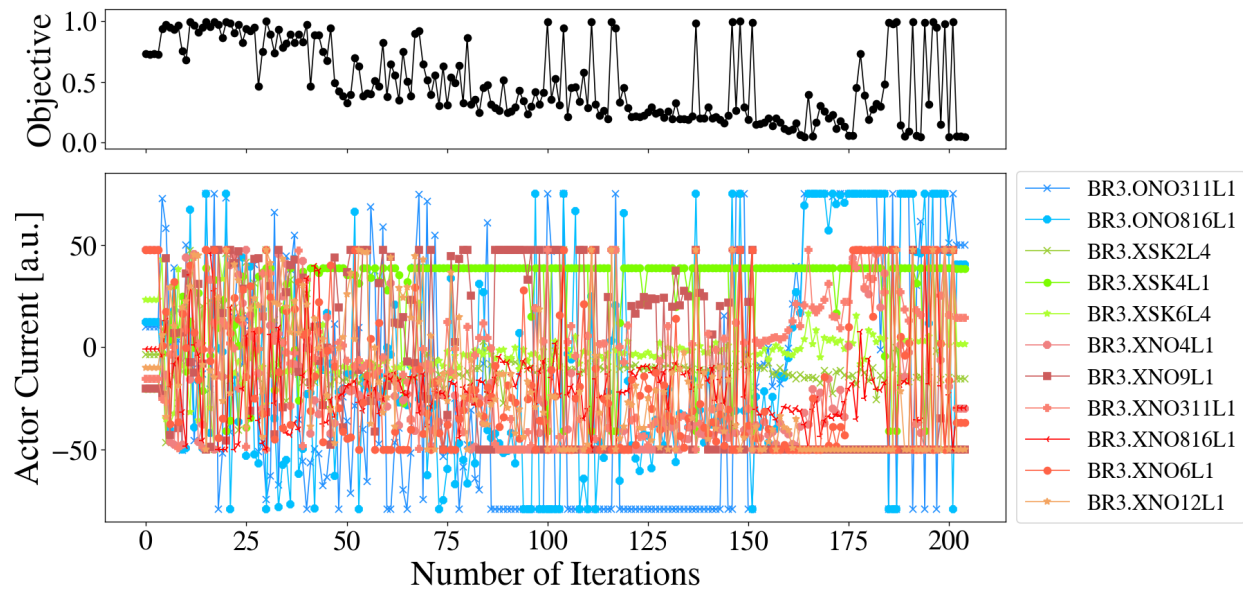 1.0
0.5
0.0
Objective
50
0
−50
Actor Current [a.u.]
0 25 50 75 100 125 150 175 200
Number of Iterations
BR3.ONO311L1
BR3.ONO816L1
BR3.XSK2L4
BR3.XSK4L1
BR3.XSK6L4
BR3.XNO4L1
BR3.XNO9L1
BR3.XNO311L1
BR3.XNO816L1
BR3.XNO6L1
BR3.XNO12L1